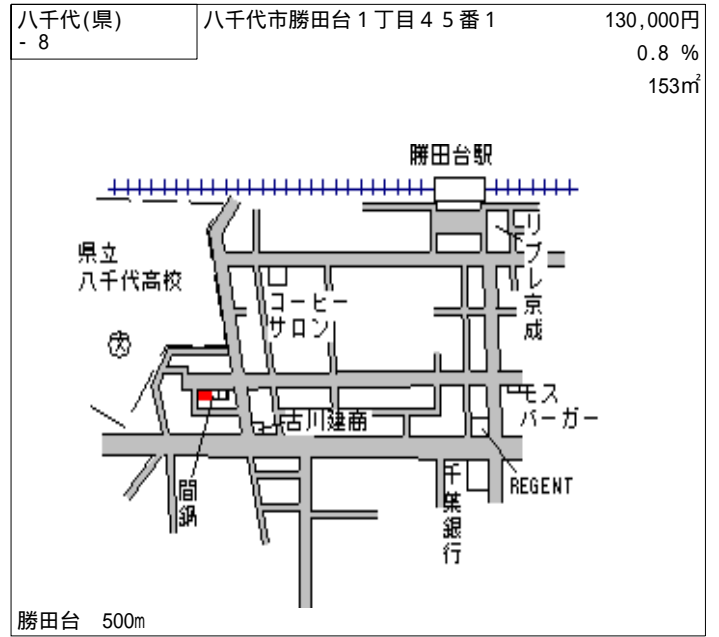 八千代(県)
- 8
八千代市勝田台１丁目４５番１
130,000円
0.8 %
153㎡
勝田台駅
県立
八千代高校
リブレ京成
コーヒー
サロン
モス
バーガー
古川建商
間鍋
REGENT
千葉銀行
勝田台 500m